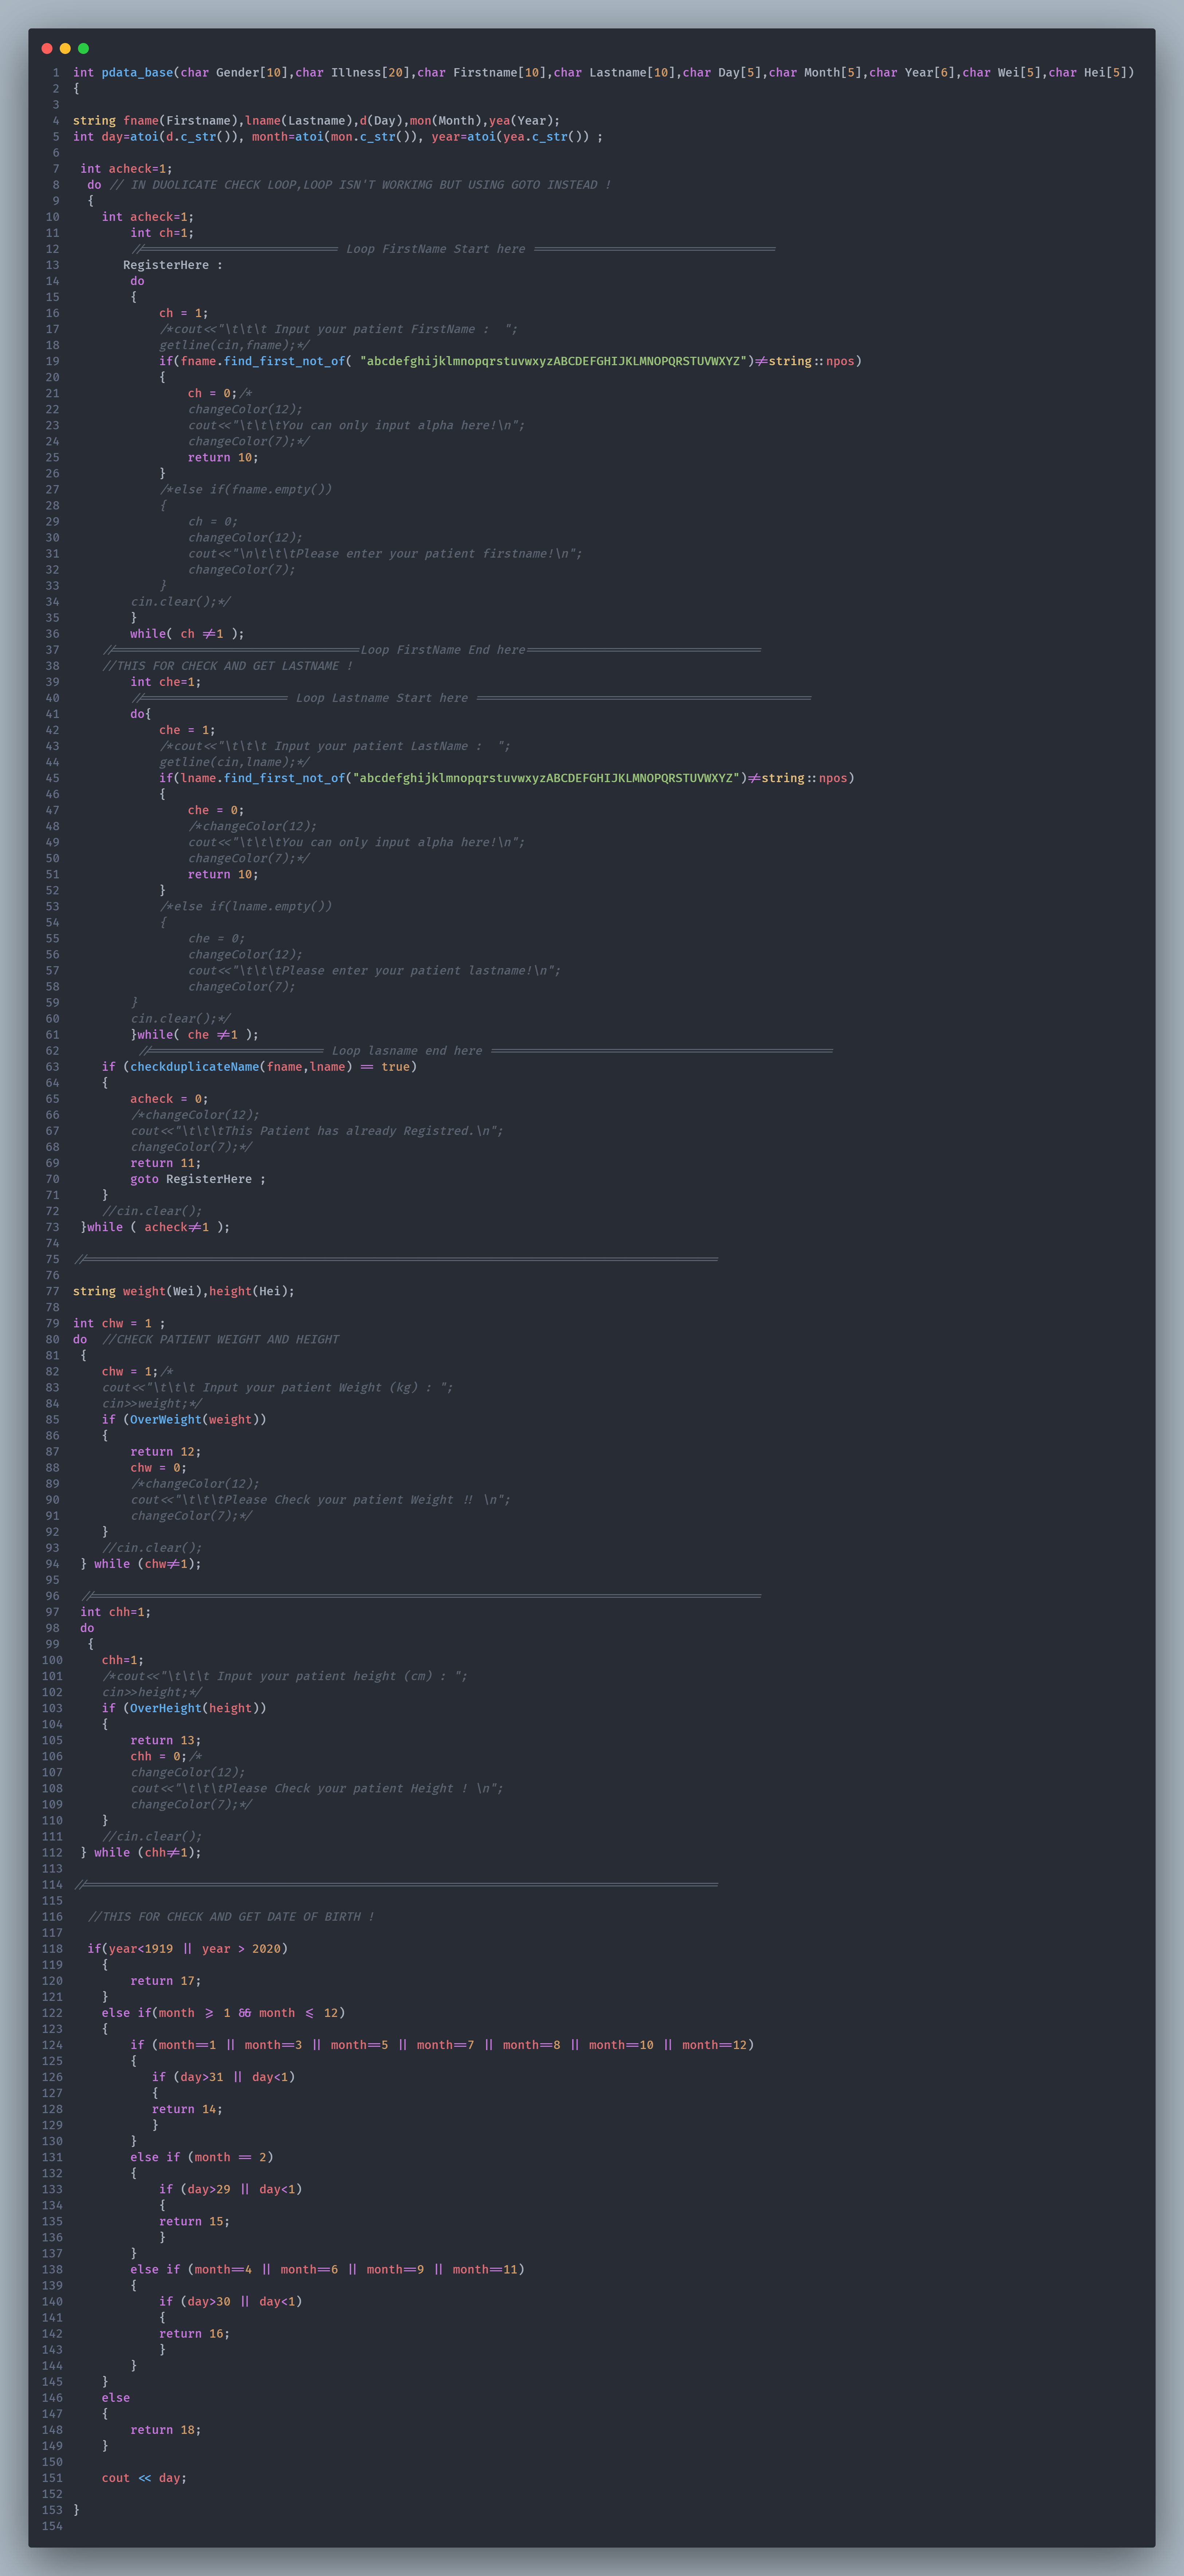 1 int pdata_base(char Gender[10],char Illness[20],char Firstname[10],char Lastname[10],char Day[5],char Month[5],char Year[6],char Wei[5],char Hei[5])
2 {
3
4 string fname(Firstname),lname(Lastname),d(Day),mon(Month),yea(Year);
5 int day=atoi(d.c_str()), month=atoi(mon.c_str()), year=atoi(yea.c_str()) ;
6
7  int acheck=1;
8   do // IN DUOLICATE CHECK LOOP,LOOP ISN'T WORKIMG BUT USING GOTO INSTEAD !
9   {
10     int acheck=1;
11         int ch=1;
12         //=========================== Loop FirstName Start here ==================================
13        RegisterHere :
14         do
15         {
16             ch = 1;
17             /*cout<<"\t\t\t Input your patient FirstName :  ";
18             getline(cin,fname);*/
19             if(fname.find_first_not_of( "abcdefghijklmnopqrstuvwxyzABCDEFGHIJKLMNOPQRSTUVWXYZ")!=string::npos)
20             {
21                 ch = 0;/*
22                 changeColor(12);
23                 cout<<"\t\t\tYou can only input alpha here!\n";
24                 changeColor(7);*/
25                 return 10;
26             }
27             /*else if(fname.empty())
28             {
29                 ch = 0;
30                 changeColor(12);
31                 cout<<"\n\t\t\tPlease enter your patient firstname!\n";
32                 changeColor(7);
33             }
34         cin.clear();*/
35         }
36         while( ch !=1 );
37     //==================================Loop FirstName End here=================================
38     //THIS FOR CHECK AND GET LASTNAME !
39         int che=1;
40         //==================== Loop Lastname Start here ===============================================
41         do{
42             che = 1;
43             /*cout<<"\t\t\t Input your patient LastName :  ";
44             getline(cin,lname);*/
45             if(lname.find_first_not_of("abcdefghijklmnopqrstuvwxyzABCDEFGHIJKLMNOPQRSTUVWXYZ")!=string::npos)
46             {
47                 che = 0;
48                 /*changeColor(12);
49                 cout<<"\t\t\tYou can only input alpha here!\n";
50                 changeColor(7);*/
51                 return 10;
52             }
53             /*else if(lname.empty())
54             {
55                 che = 0;
56                 changeColor(12);
57                 cout<<"\t\t\tPlease enter your patient lastname!\n";
58                 changeColor(7);
59         }
60         cin.clear();*/
61         }while( che !=1 );
62          //========================= Loop lasname end here ================================================
63     if (checkduplicateName(fname,lname) == true)
64     {
65         acheck = 0;
66         /*changeColor(12);
67         cout<<"\t\t\tThis Patient has already Registred.\n";
68         changeColor(7);*/
69         return 11;
70         goto RegisterHere ;
71     }
72     //cin.clear();
73  }while ( acheck!=1 );
74
75 //========================================================================================
76
77 string weight(Wei),height(Hei);
78
79 int chw = 1 ;
80 do  //CHECK PATIENT WEIGHT AND HEIGHT
81  {
82     chw = 1;/*
83     cout<<"\t\t\t Input your patient Weight (kg) : ";
84     cin>>weight;*/
85     if (OverWeight(weight))
86     {
87         return 12;
88         chw = 0;
89         /*changeColor(12);
90         cout<<"\t\t\tPlease Check your patient Weight !! \n";
91         changeColor(7);*/
92     }
93     //cin.clear();
94  } while (chw!=1);
95
96  //=============================================================================================
97  int chh=1;
98  do
99   {
100     chh=1;
101     /*cout<<"\t\t\t Input your patient height (cm) : ";
102     cin>>height;*/
103     if (OverHeight(height))
104     {
105         return 13;
106         chh = 0;/*
107         changeColor(12);
108         cout<<"\t\t\tPlease Check your patient Height ! \n";
109         changeColor(7);*/
110     }
111     //cin.clear();
112  } while (chh!=1);
113
114 //========================================================================================
115
116   //THIS FOR CHECK AND GET DATE OF BIRTH !
117
118   if(year<1919 || year > 2020)
119     {
120         return 17;
121     }
122     else if(month >= 1 && month <= 12)
123     {
124         if (month==1 || month==3 || month==5 || month==7 || month==8 || month==10 || month==12)
125         {
126            if (day>31 || day<1)
127            {
128            return 14;
129            }
130         }
131         else if (month == 2)
132         {
133             if (day>29 || day<1)
134             {
135             return 15;
136             }
137         }
138         else if (month==4 || month==6 || month==9 || month==11)
139         {
140             if (day>30 || day<1)
141             {
142             return 16;
143             }
144         }
145     }
146     else
147     {
148         return 18;
149     }
150
151     cout << day;
152
153 }
154